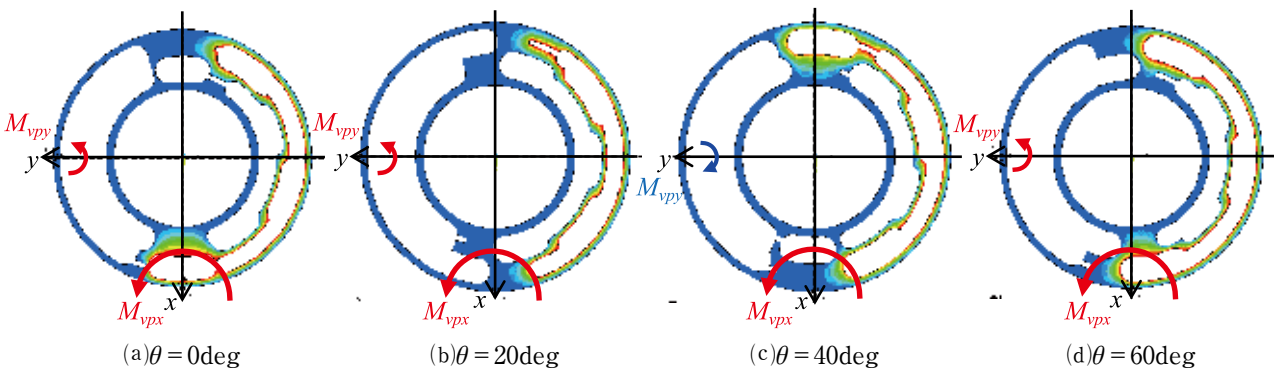 M_vpy M_vpy M_vpy
y y y y
M_vpy
x x x x
M_vpx M_vpx M_vpx M_vpx
(a)θ = 0deg (b)θ = 20deg (c)θ = 40deg (d)θ = 60deg